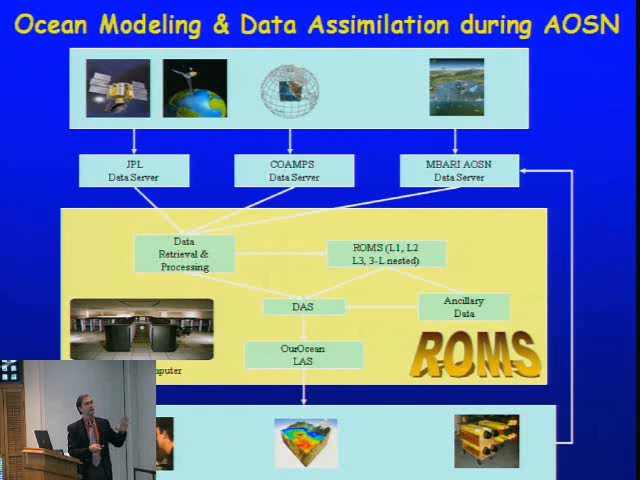 Ocean Modeling & Data Assimilation during AOSN
JPL
Data Server
COAMPS
Data Server
MBARI AOSN
Data Server
Data
Retrieval &
Processing
ROMS (L1, L2
L3, 3-L nested)
DAS
Ancillary
Data
OurOcean
LAS
ROMS